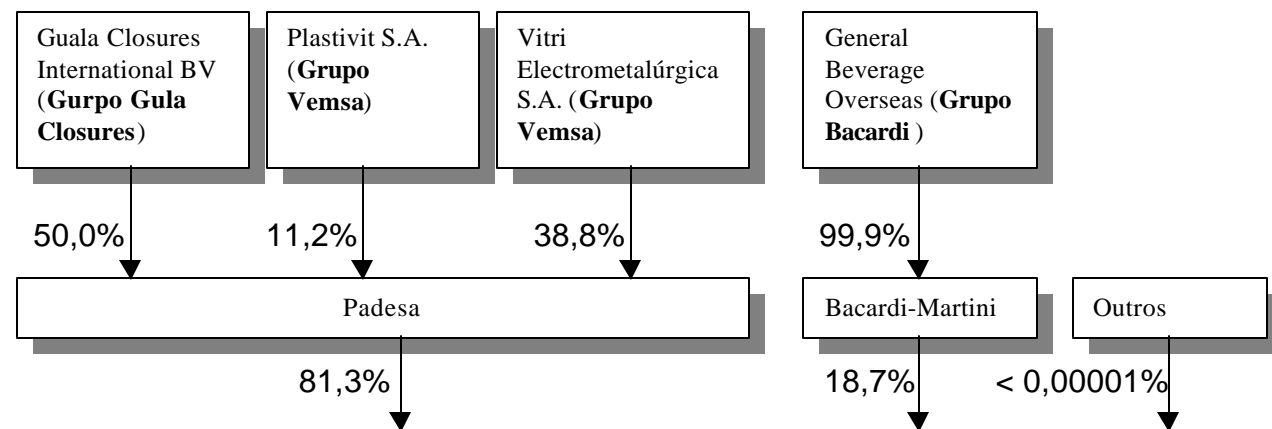 Guala Closures
International BV
(Gurpo Gula
Closures)
Plastivit S.A.
(Grupo
Vemsa)
Vitri
Electrometalúrgica
S.A. (Grupo
Vemsa)
General
Beverage
Overseas (Grupo
Bacardi )
50,0%
11,2%
38,8%
99,9%
Padesa
Bacardi-Martini
Outros
81,3%
18,7%
< 0,00001%